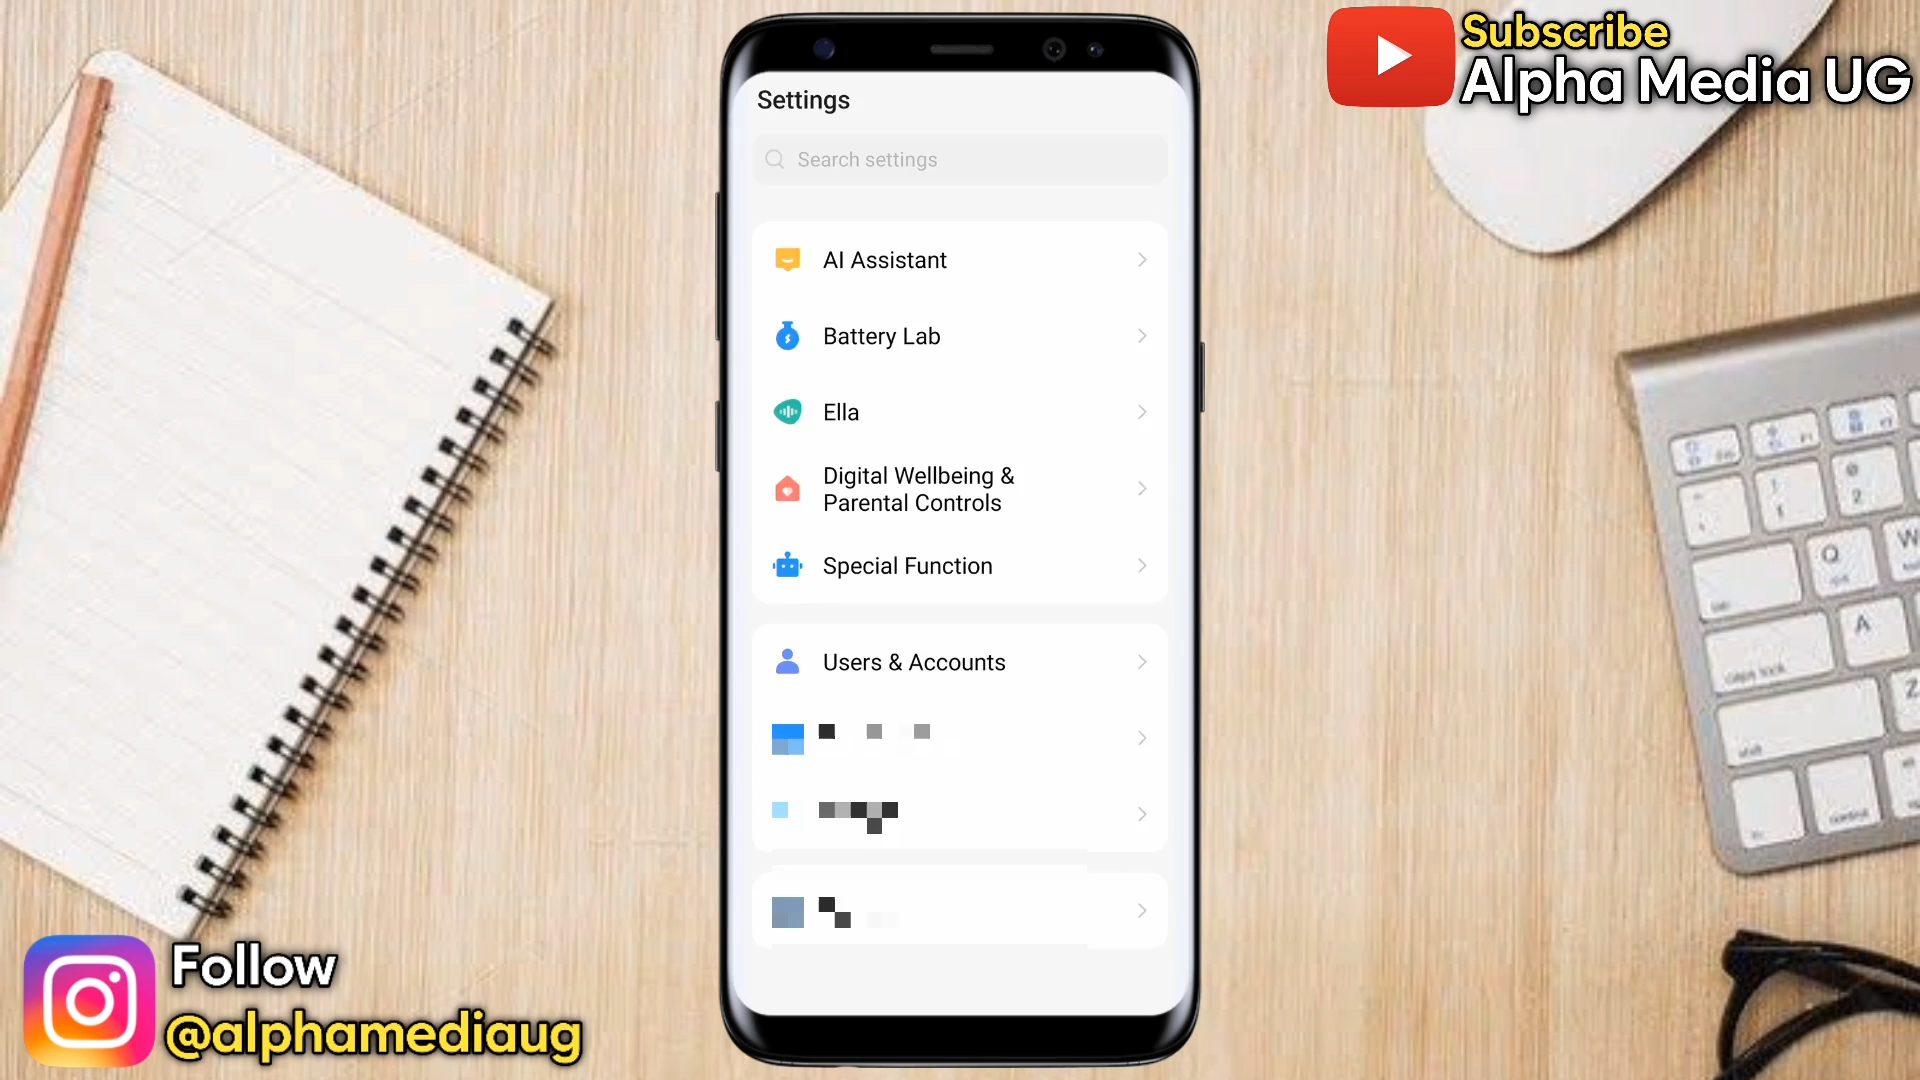 Subscribe
Alpha Media UG
Settings
Search settings
AI Assistant
Battery Lab
Ella
Digital Wellbeing &
Parental Controls
Special Function
Users & Accounts
Follow
@alphamediaug
Q
A